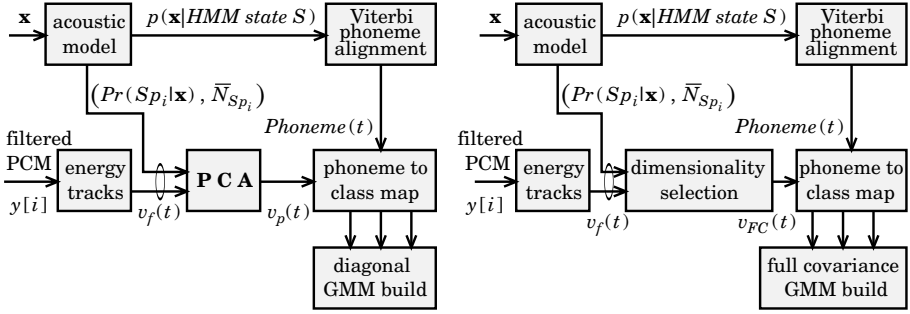 x
acoustic
model
p(x|HMM state S)
Viterbi
phoneme
alignment
(Pr(Sp_i|x), N̅_{Sp_i})
Phoneme(t)
filtered
PCM
y[i]
energy
tracks
v_f(t)
PCA
v_p(t)
phoneme to
class map
diagonal
GMM build
x
acoustic
model
p(x|HMM state S)
Viterbi
phoneme
alignment
(Pr(Sp_i|x), N̅_{Sp_i})
Phoneme(t)
filtered
PCM
y[i]
energy
tracks
v_f(t)
dimensionality
selection
v_{FC}(t)
phoneme to
class map
full covariance
GMM build